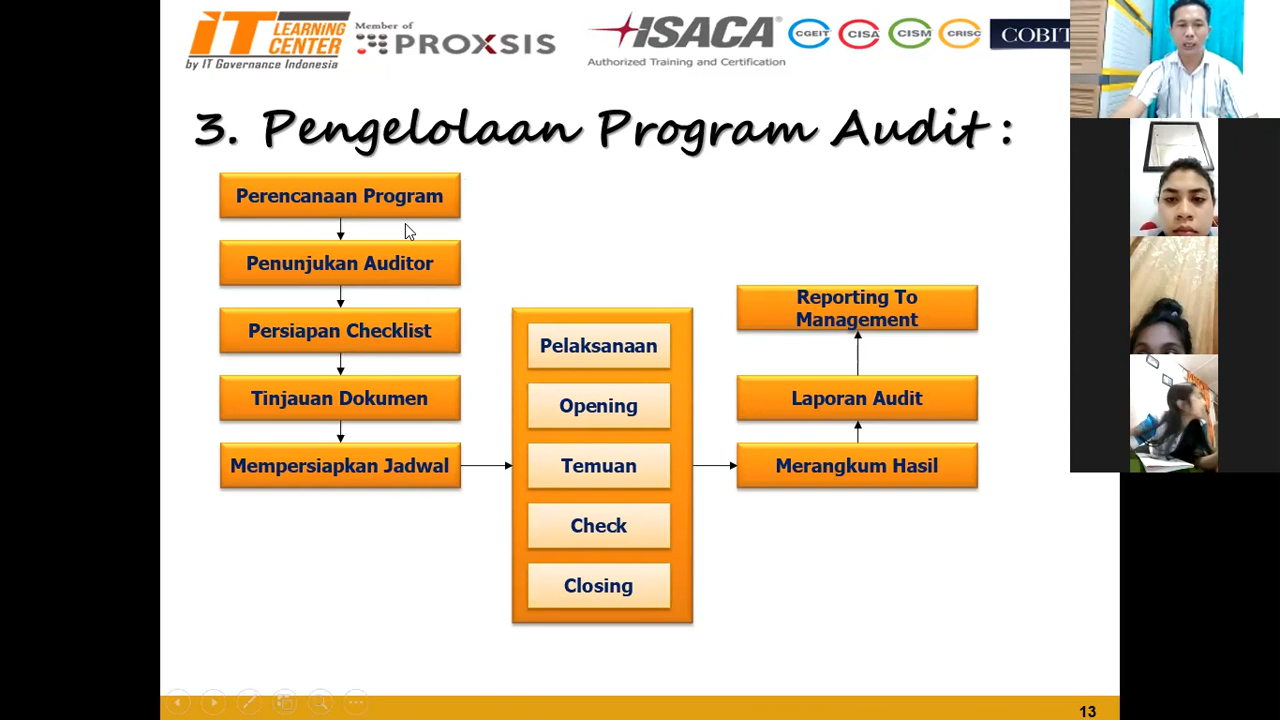 iT LEARNING CENTER
by IT Governance Indonesia
Member of
PROXSIS
ISACA
Authorized Training and Certification
CGEIT CISA CISM CRISC COBIT
3. Pengelolaan Program Audit :
Perencanaan Program
Penunjukan Auditor
Persiapan Checklist
Tinjauan Dokumen
Mempersiapkan Jadwal
Pelaksanaan
Opening
Temuan
Check
Closing
Reporting To
Management
Laporan Audit
Merangkum Hasil
13